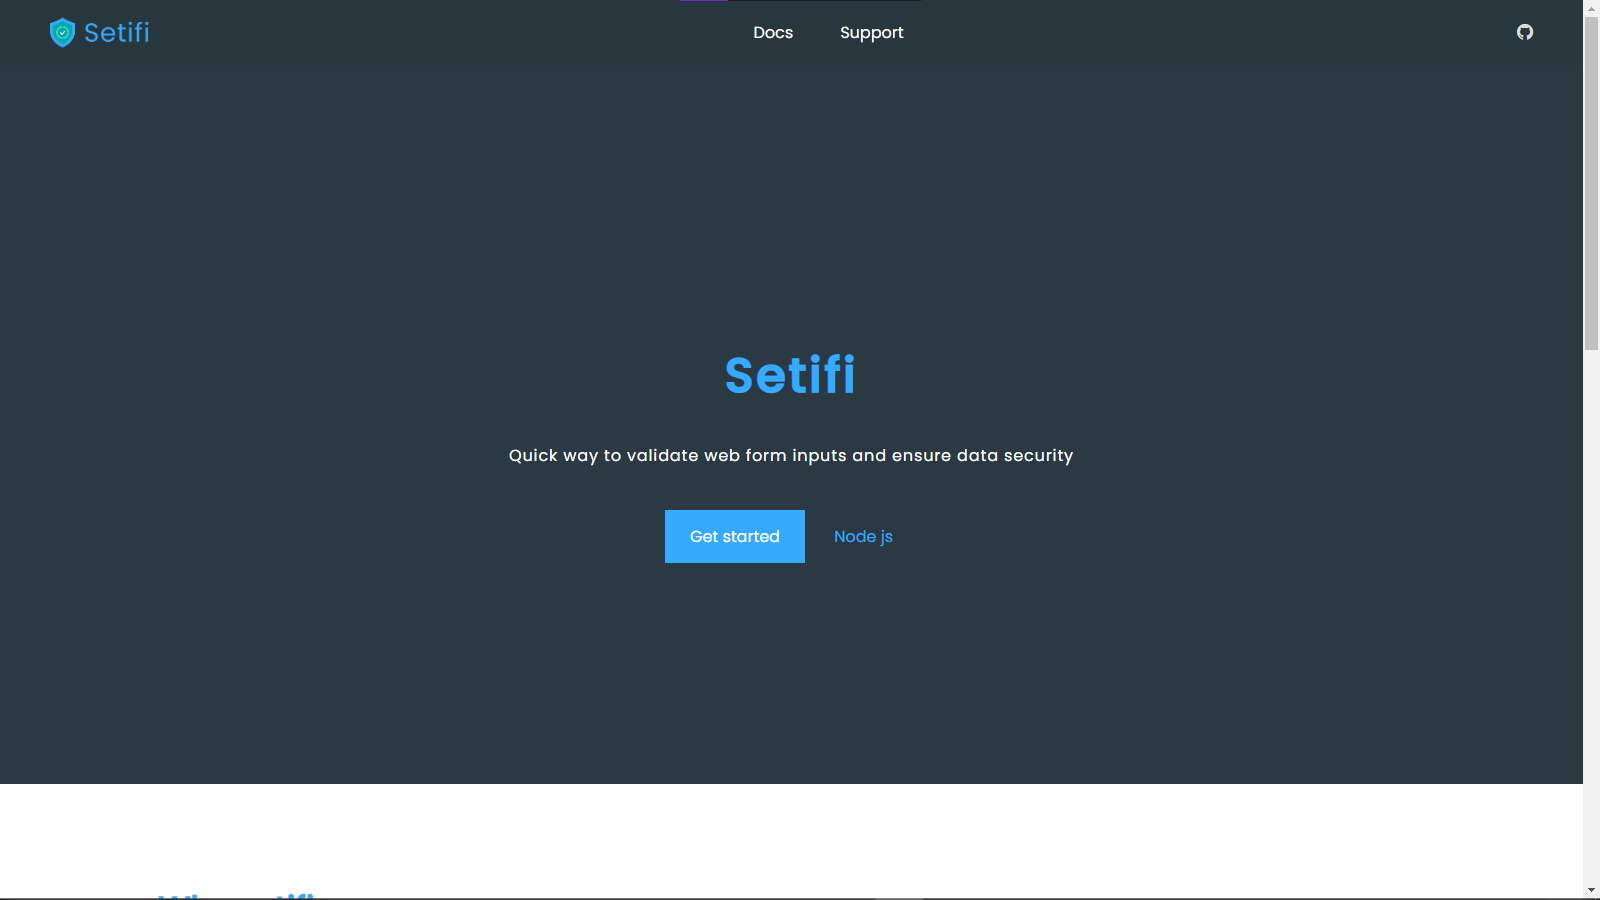 Setifi
Docs
Support
Setifi
Quick way to validate web form inputs and ensure data security
Get started
Node js